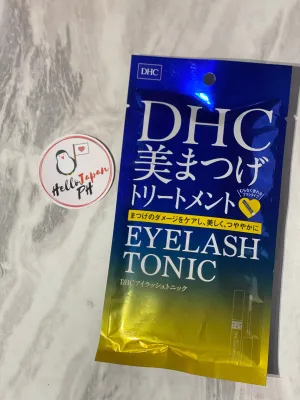 DHC
DHC
美まつげ
トリートメント
まつげのダメージをケアし、美しく、つややかに
EYELASH
TONIC
DHCアイラッシュトニック
HelloJapan
PH